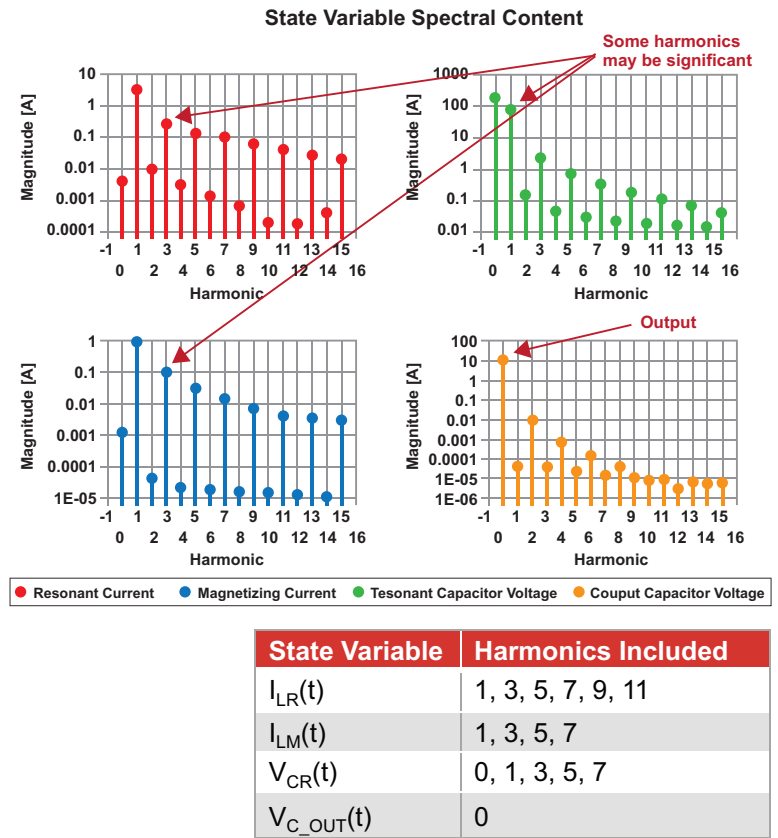 State Variable Spectral Content
Some harmonics
may be significant
Magnitude [A]
10
1
0.1
0.01
0.001
0.0001
-1 1 3 5 7 9 11 13 15
0 2 4 6 8 10 12 14 16
Harmonic
Magnitude [A]
1000
100
10
1
0.1
0.01
-1 1 3 5 7 9 11 13 15
0 2 4 6 8 10 12 14 16
Harmonic
Magnitude [A]
1
0.1
0.01
0.001
0.0001
1E-05
-1 1 3 5 7 9 11 13 15
0 2 4 6 8 10 12 14 16
Harmonic
Output
Magnitude [A]
100
10
1
0.1
0.01
0.001
0.0001
1E-05
1E-06
-1 1 3 5 7 9 11 13 15
0 2 4 6 8 10 12 14 16
Harmonic
Resonant Current Magnetizing Current Tesonant Capacitor Voltage Couput Capacitor Voltage
State Variable Harmonics Included
I_LR(t) 1, 3, 5, 7, 9, 11
I_LM(t) 1, 3, 5, 7
V_CR(t) 0, 1, 3, 5, 7
V_C_OUT(t) 0